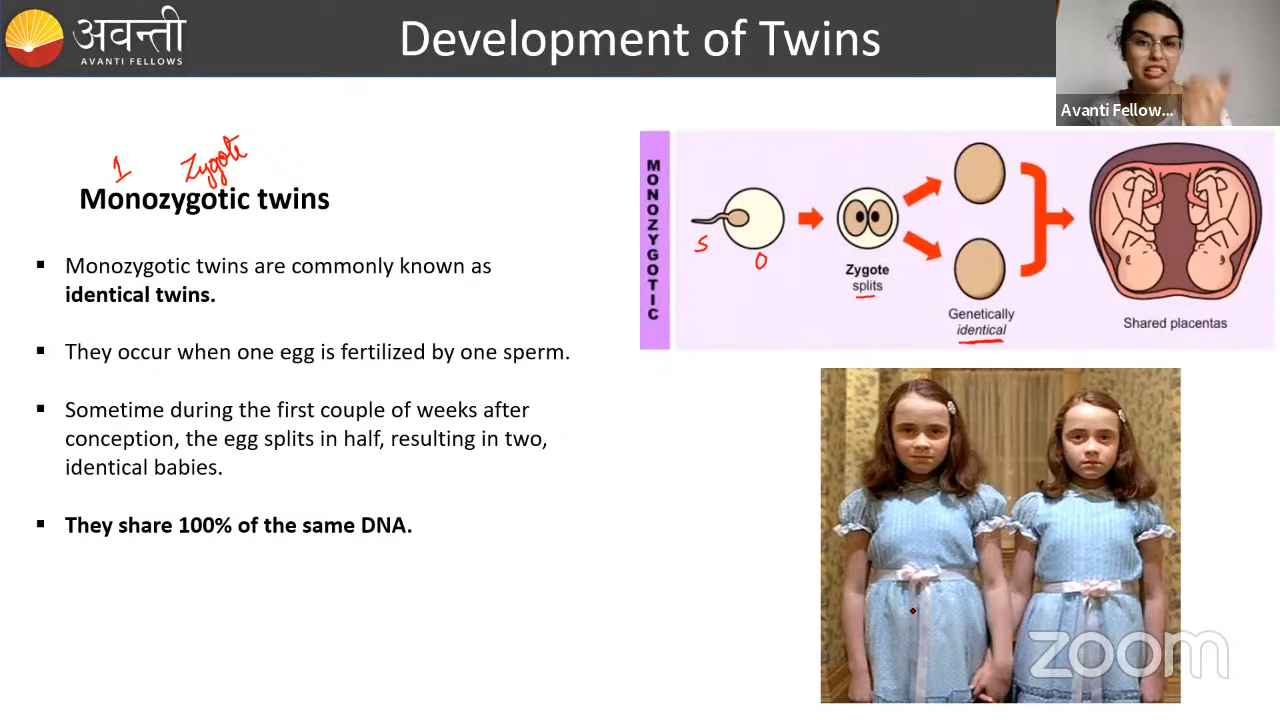 अवन्ती
AVANTI FELLOWS
Development of Twins
Avanti Fellow...
1 Zygote
Monozygotic twins
▪ Monozygotic twins are commonly known as
identical twins.
▪ They occur when one egg is fertilized by one sperm.
▪ Sometime during the first couple of weeks after
conception, the egg splits in half, resulting in two,
identical babies.
▪ They share 100% of the same DNA.
MONOZYGOTIC
S
O
Zygote
splits
Genetically
identical
Shared placentas
zoom